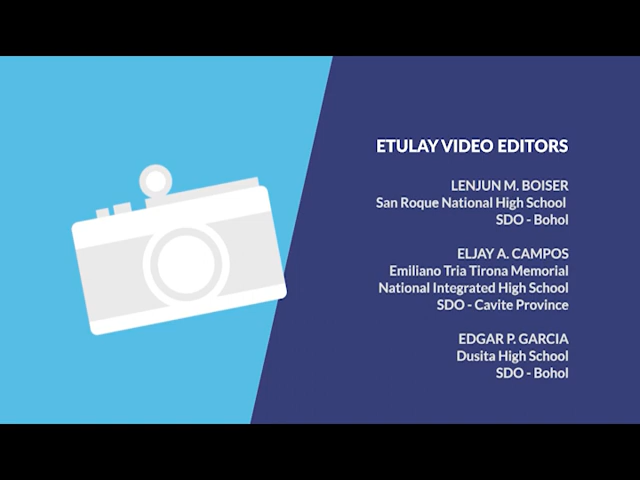 ETULAY VIDEO EDITORS
LENJUN M. BOISER
San Roque National High School
SDO - Bohol
ELJAY A. CAMPOS
Emiliano Tria Tirona Memorial
National Integrated High School
SDO - Cavite Province
EDGAR P. GARCIA
Dusita High School
SDO - Bohol